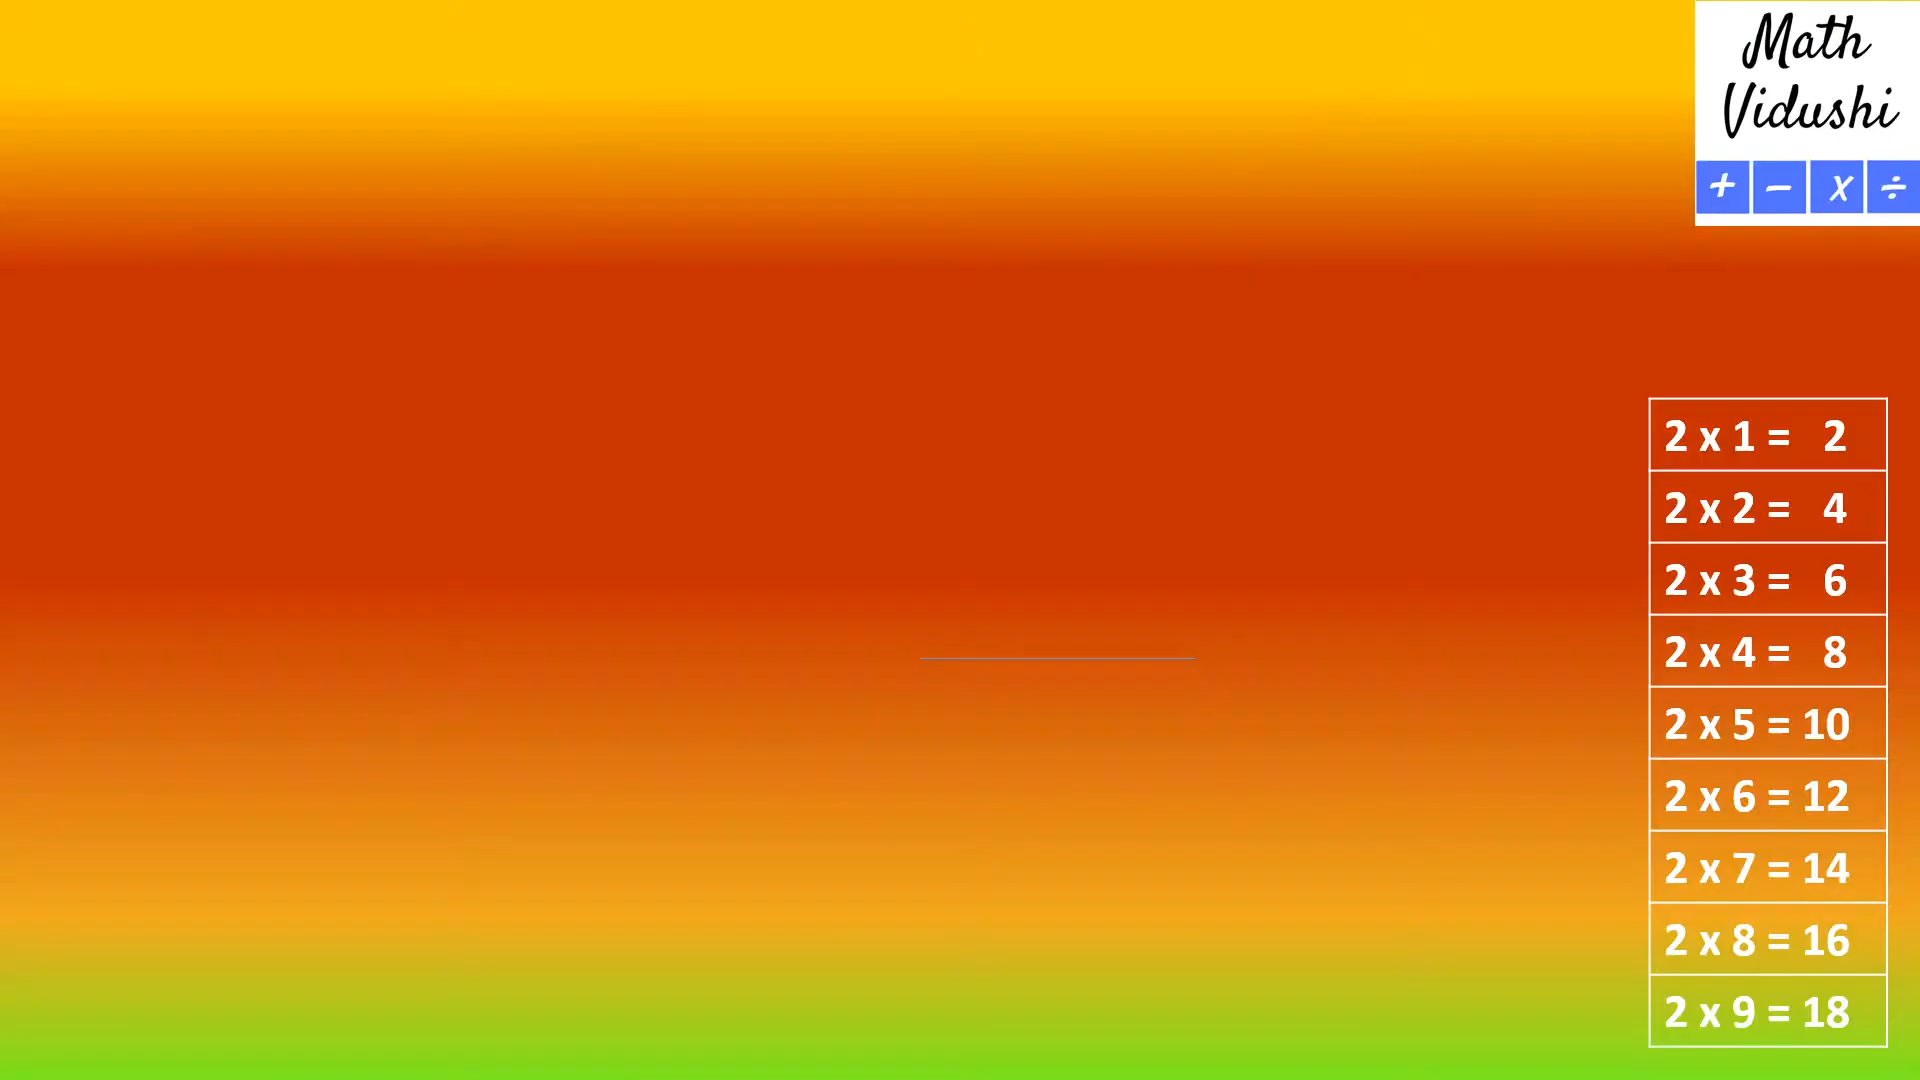 Math
Vidushi
+ - x ÷
2 x 1 = 2
2 x 2 = 4
2 x 3 = 6
2 x 4 = 8
2 x 5 = 10
2 x 6 = 12
2 x 7 = 14
2 x 8 = 16
2 x 9 = 18